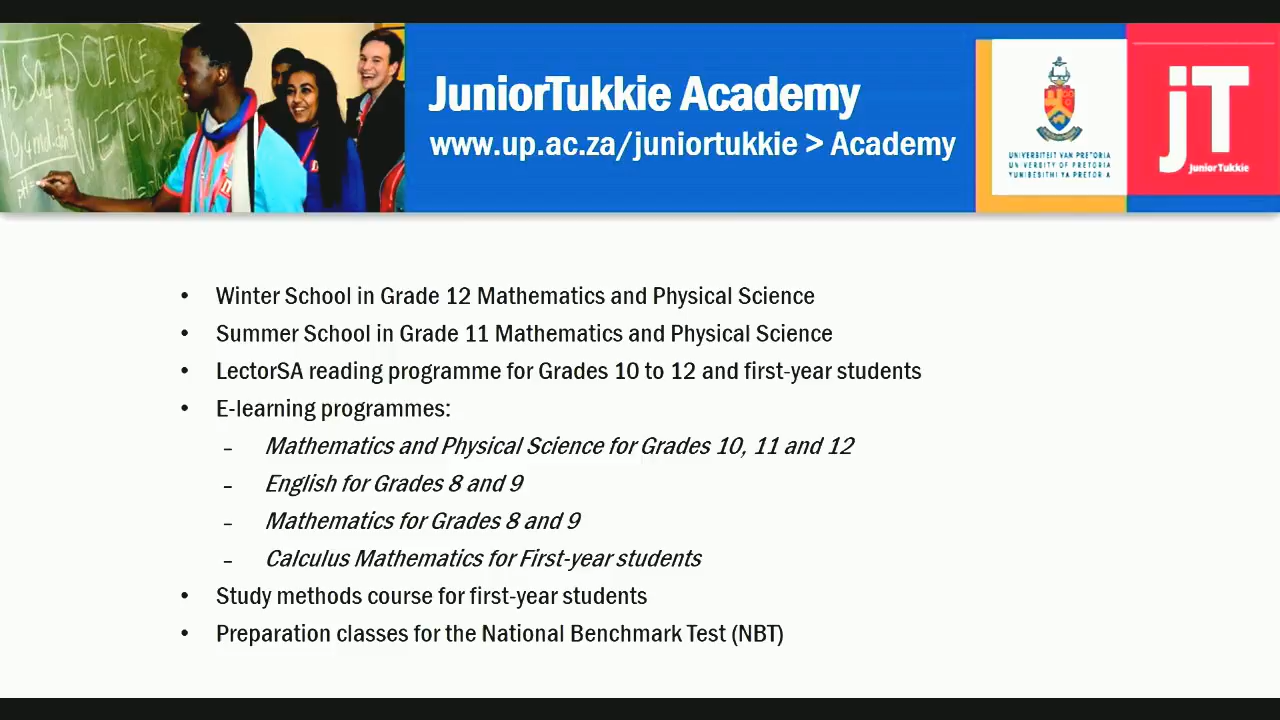 SCIENCE
WETENSKAP
JuniorTukkie Academy
www.up.ac.za/juniortukkie > Academy
UNIVERSITEIT VAN PRETORIA
UNIVERSITY OF PRETORIA
YUNIBESITHI YA PRETORIA
jT
JuniorTukkie
• Winter School in Grade 12 Mathematics and Physical Science
• Summer School in Grade 11 Mathematics and Physical Science
• LectorSA reading programme for Grades 10 to 12 and first-year students
• E-learning programmes:
– Mathematics and Physical Science for Grades 10, 11 and 12
– English for Grades 8 and 9
– Mathematics for Grades 8 and 9
– Calculus Mathematics for First-year students
• Study methods course for first-year students
• Preparation classes for the National Benchmark Test (NBT)